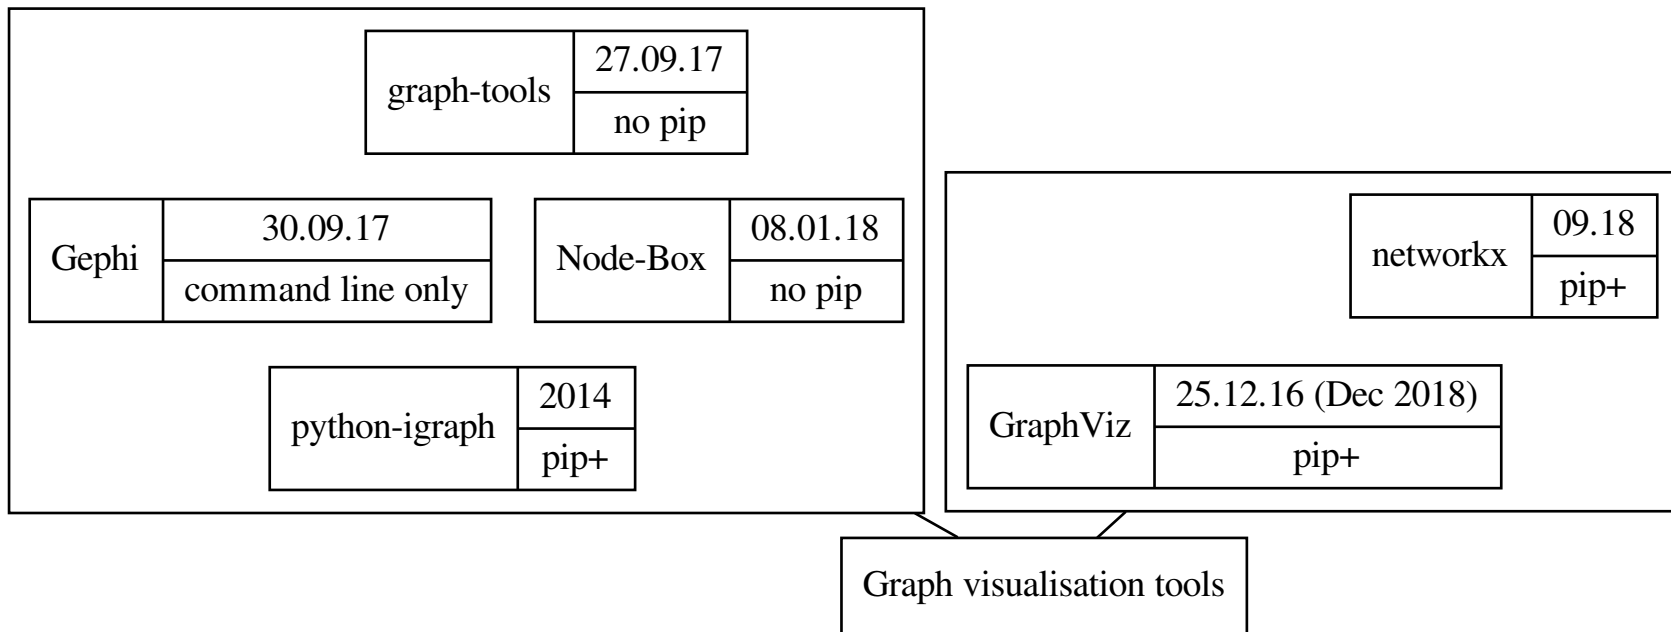 graph-tools
27.09.17
no pip
Gephi
30.09.17
command line only
Node-Box
08.01.18
no pip
python-igraph
2014
pip+
networkx
09.18
pip+
GraphViz
25.12.16 (Dec 2018)
pip+
Graph visualisation tools